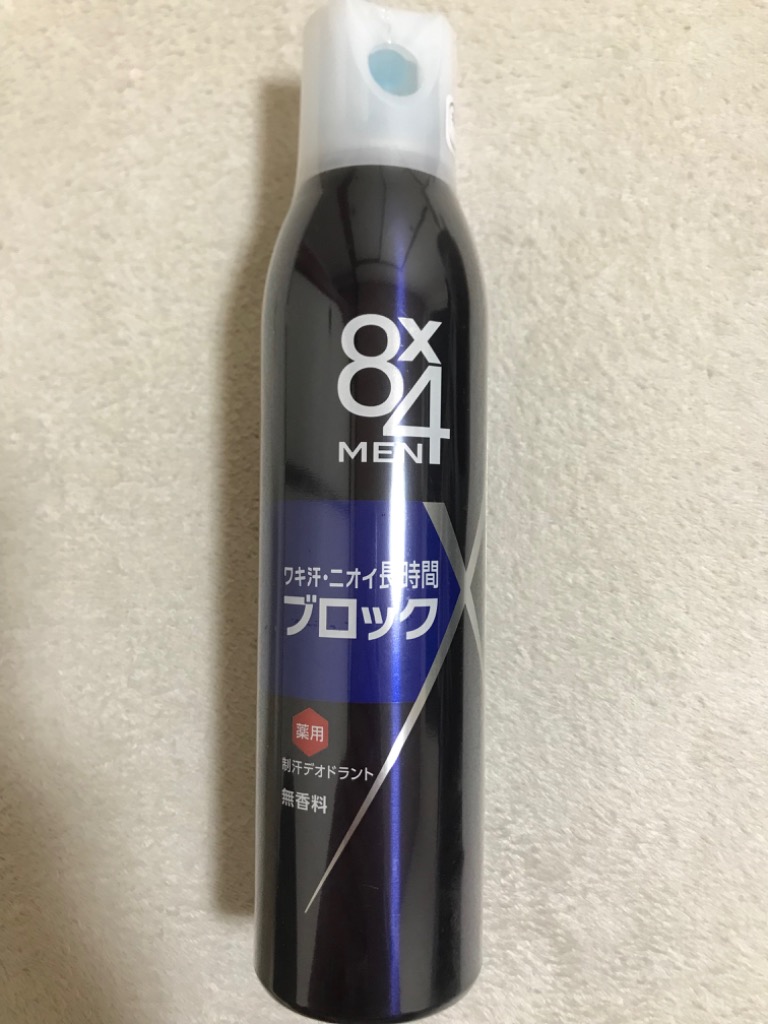 8x4
MEN
ワキ汗・ニオイ長時間
ブロック
薬用
制汗デオドラント
無香料